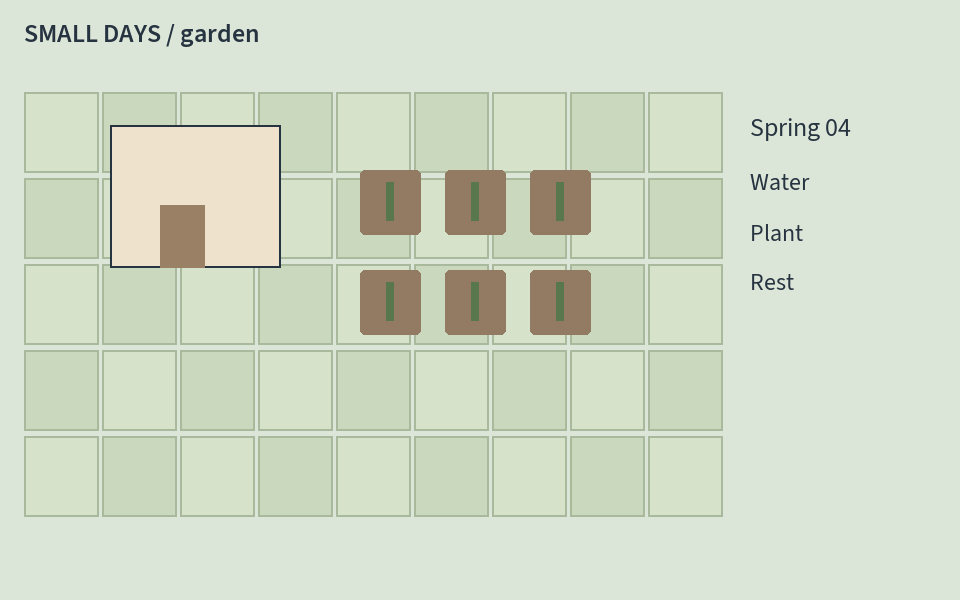 SMALL DAYS / garden
Spring 04
Water
Plant
Rest